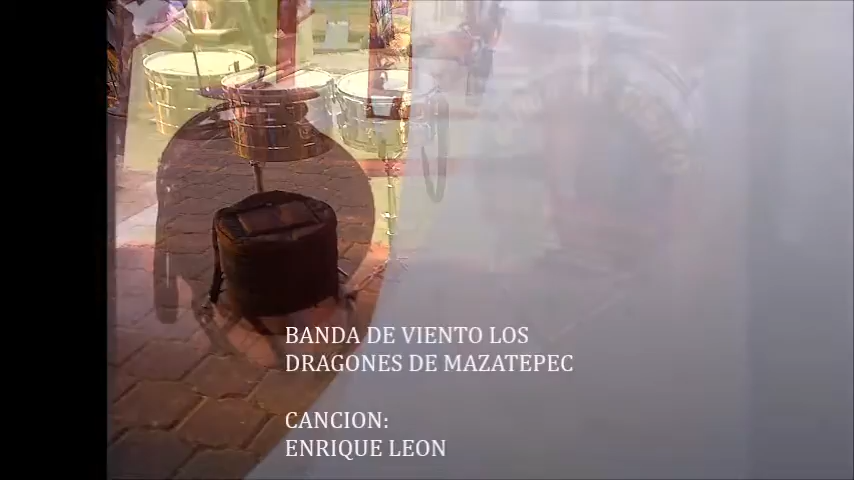 BANDA DE VIENTO LOS
DRAGONES DE MAZATEPEC
CANCION:
ENRIQUE LEON